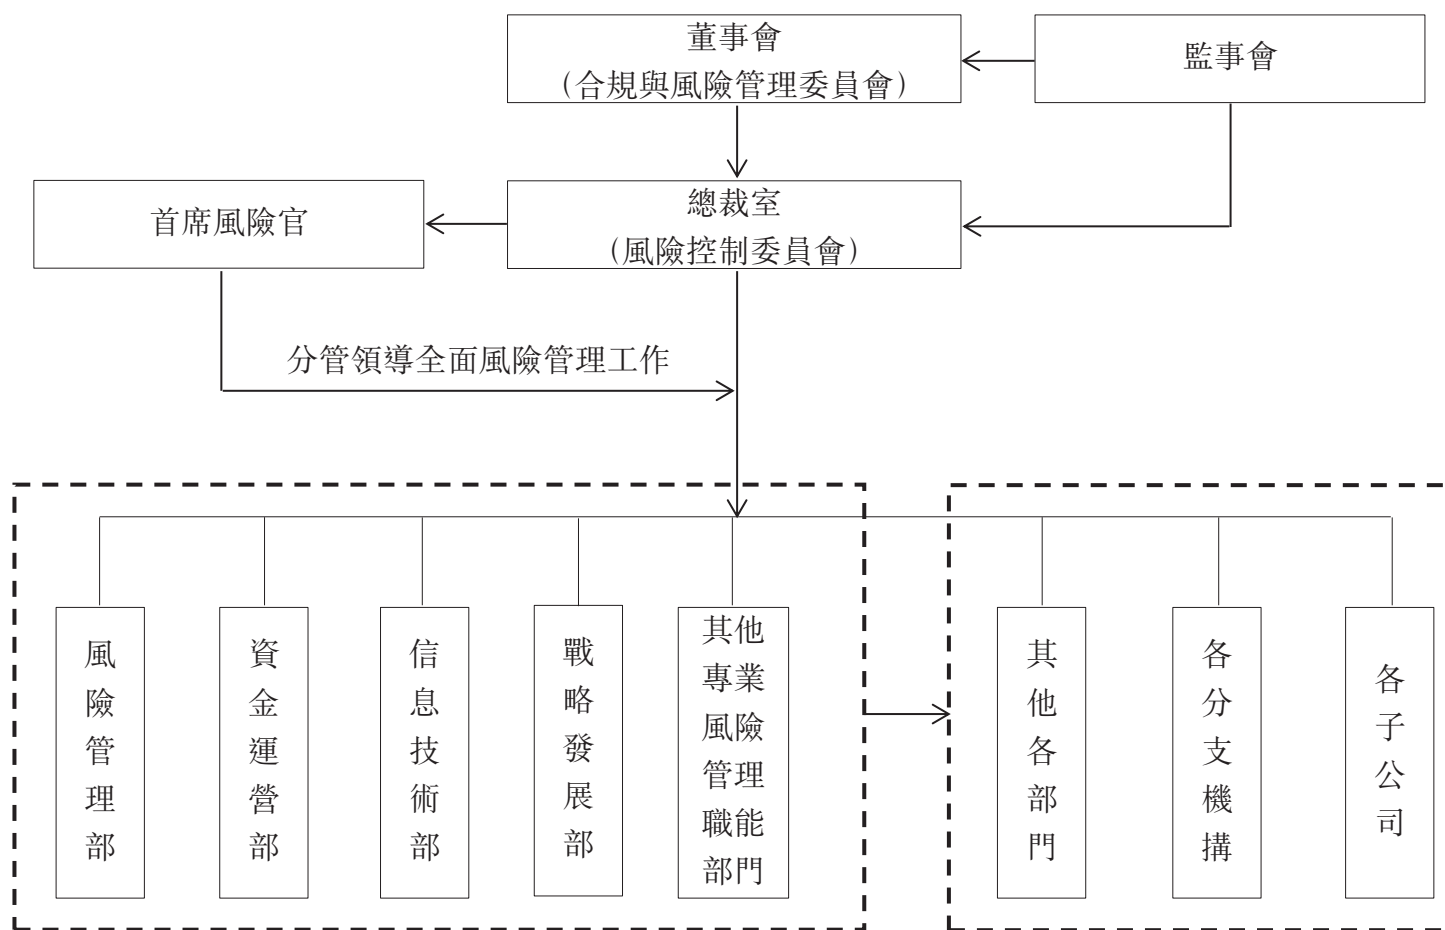 董事會
(合規與風險管理委員會)
監事會
首席風險官
總裁室
(風險控制委員會)
分管領導全面風險管理工作
風險管理部
資金運營部
信息技術部
戰略發展部
其他
專業
風險
管理
職能
部門
其他各部門
各分支機搆
各子公司